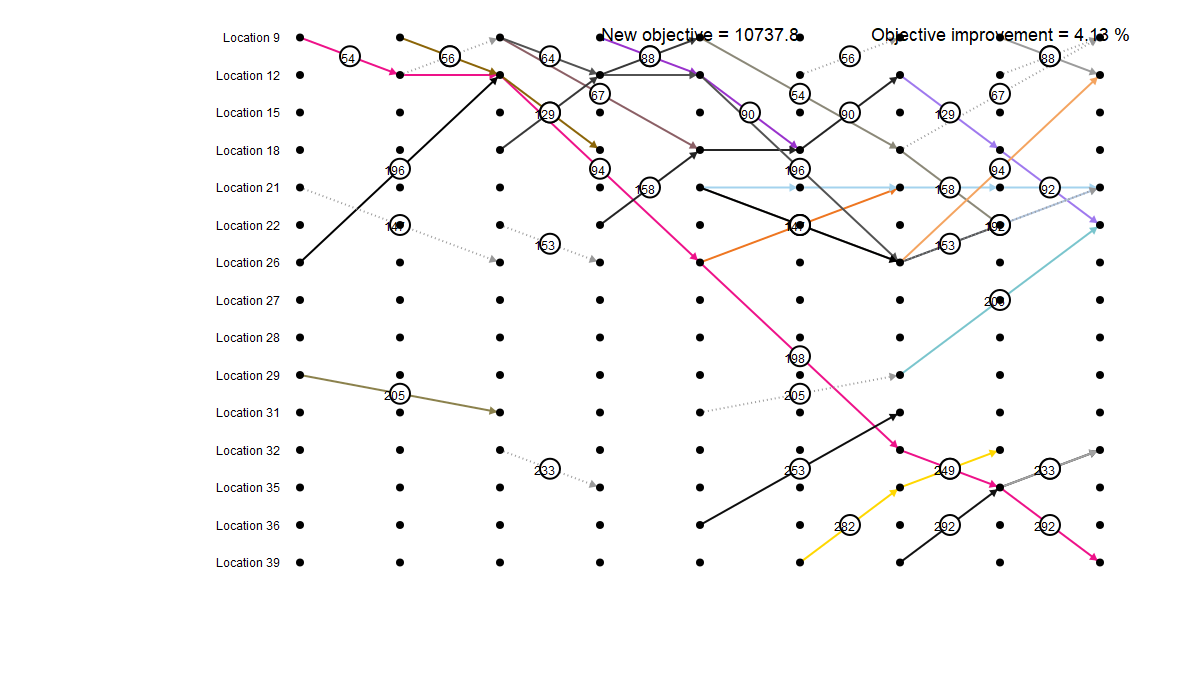 New objective = 10737.8 Objective improvement = 4.13 %
Location 9
54 56 64 88 56 88
Location 12
67 54 67
Location 15
129 90 90 129
Location 18
196 94 196 94
Location 21
158 158 92
Location 22
147 147 192
153 153
Location 26
Location 27
Location 28
198
Location 29
205 205
Location 31
Location 32
233 253 249 233
Location 35
Location 36
282 292 292
Location 39